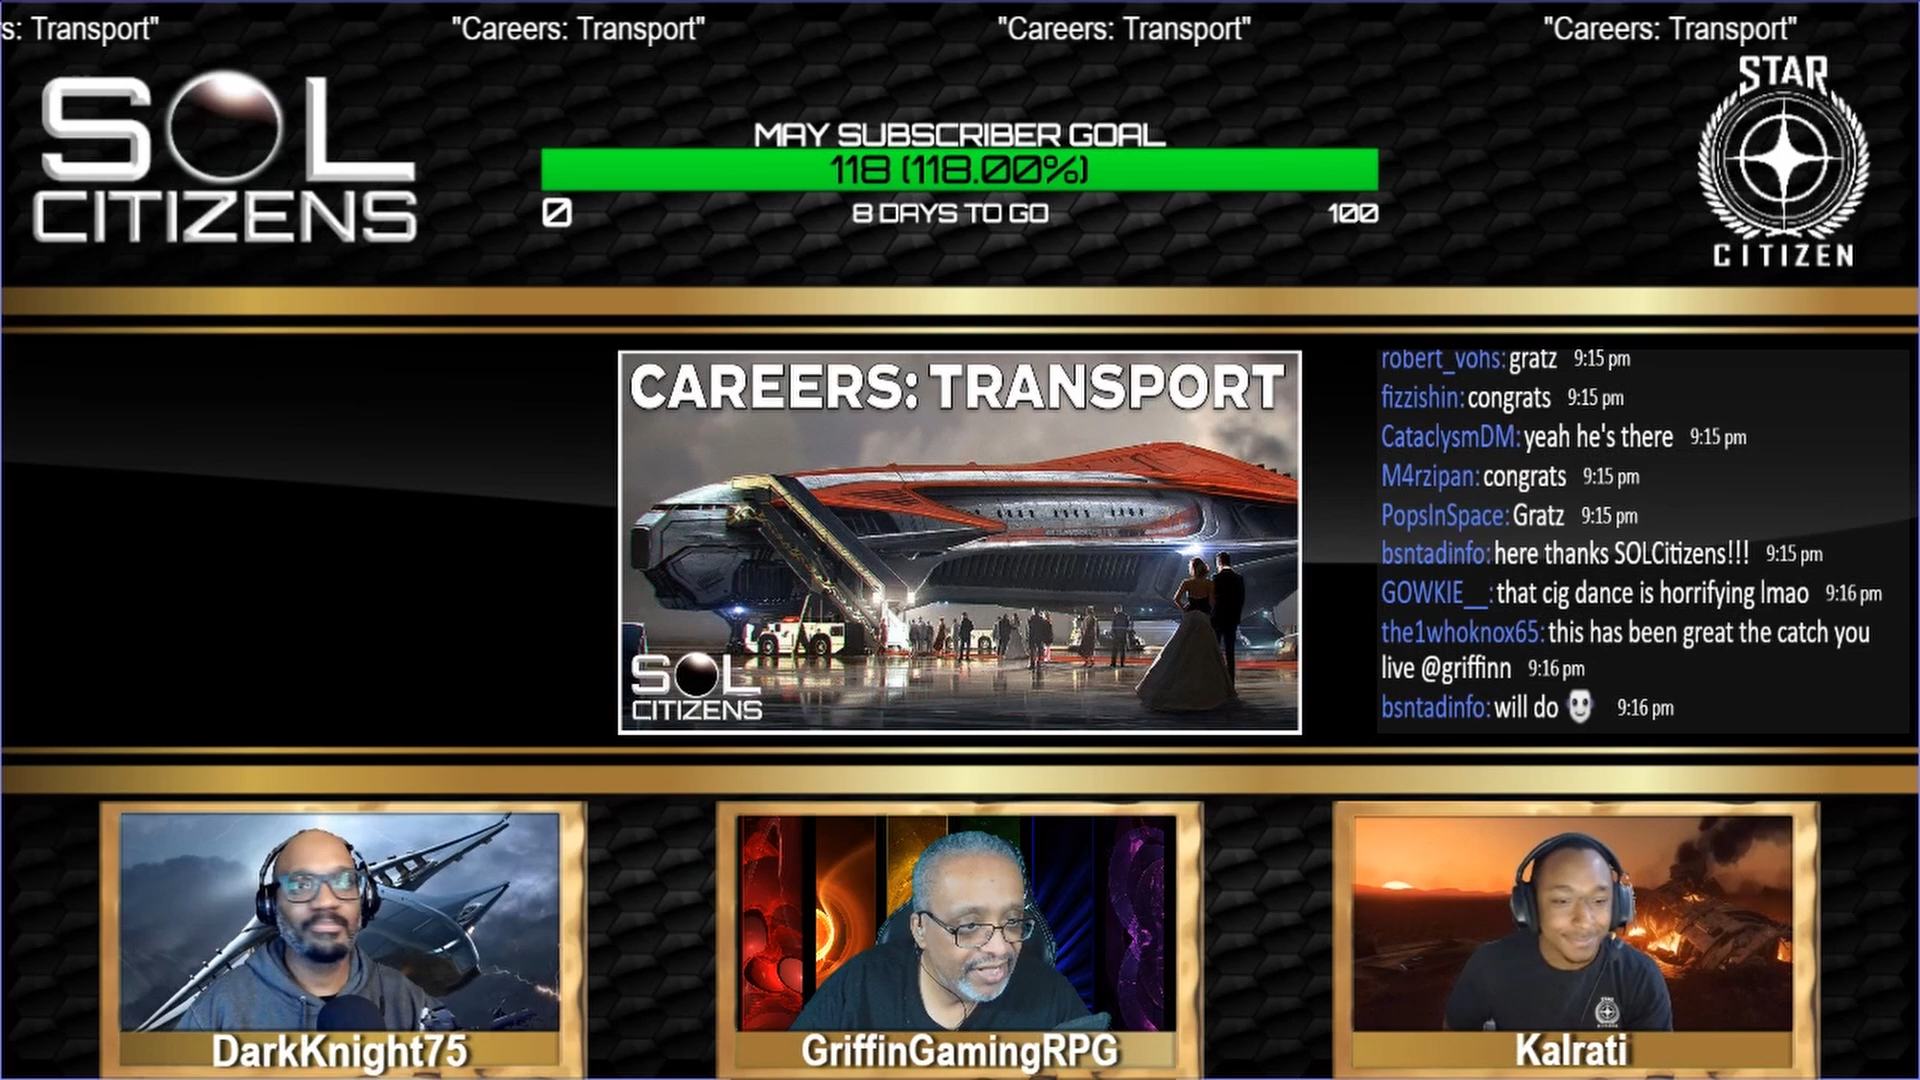 s: Transport"
"Careers: Transport"
"Careers: Transport"
"Careers: Transport"
SOL
CITIZENS
MAY SUBSCRIBER GOAL
118 (118.00%)
0
8 DAYS TO GO
100
STAR
CITIZEN
CAREERS: TRANSPORT
SOL
CITIZENS
robert_vohs: gratz 9:15 pm
fizzishin: congrats 9:15 pm
CataclysmDM: yeah he's there 9:15 pm
M4rzipan: congrats 9:15 pm
PopsInSpace: Gratz 9:15 pm
bsntadinfo: here thanks SOLCitizens!!! 9:15 pm
GOWKIE__: that cig dance is horrifying lmao 9:16 pm
the1whoknox65: this has been great the catch you
live @griffinn 9:16 pm
bsntadinfo: will do 9:16 pm
STAR
CITIZEN
DarkKnight75
GriffinGamingRPG
Kalrati